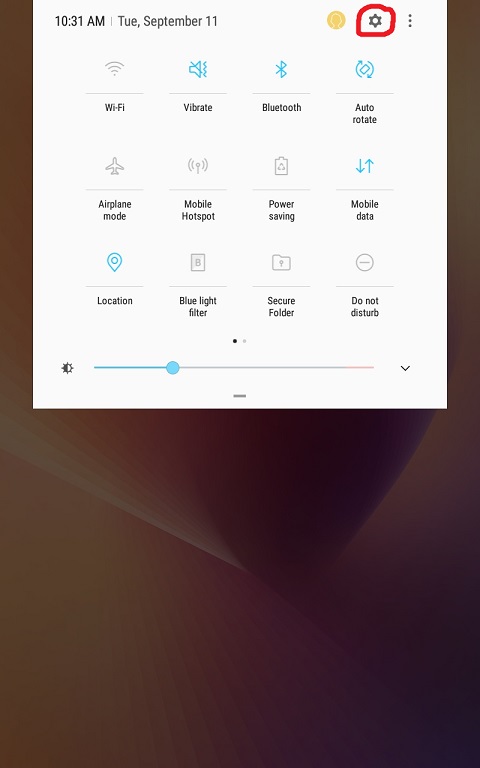 10:31 AM | Tue, September 11
Wi-Fi
Vibrate
Bluetooth
Auto
rotate
Airplane
mode
Mobile
Hotspot
Power
saving
Mobile
data
Location
Blue light
filter
Secure
Folder
Do not
disturb